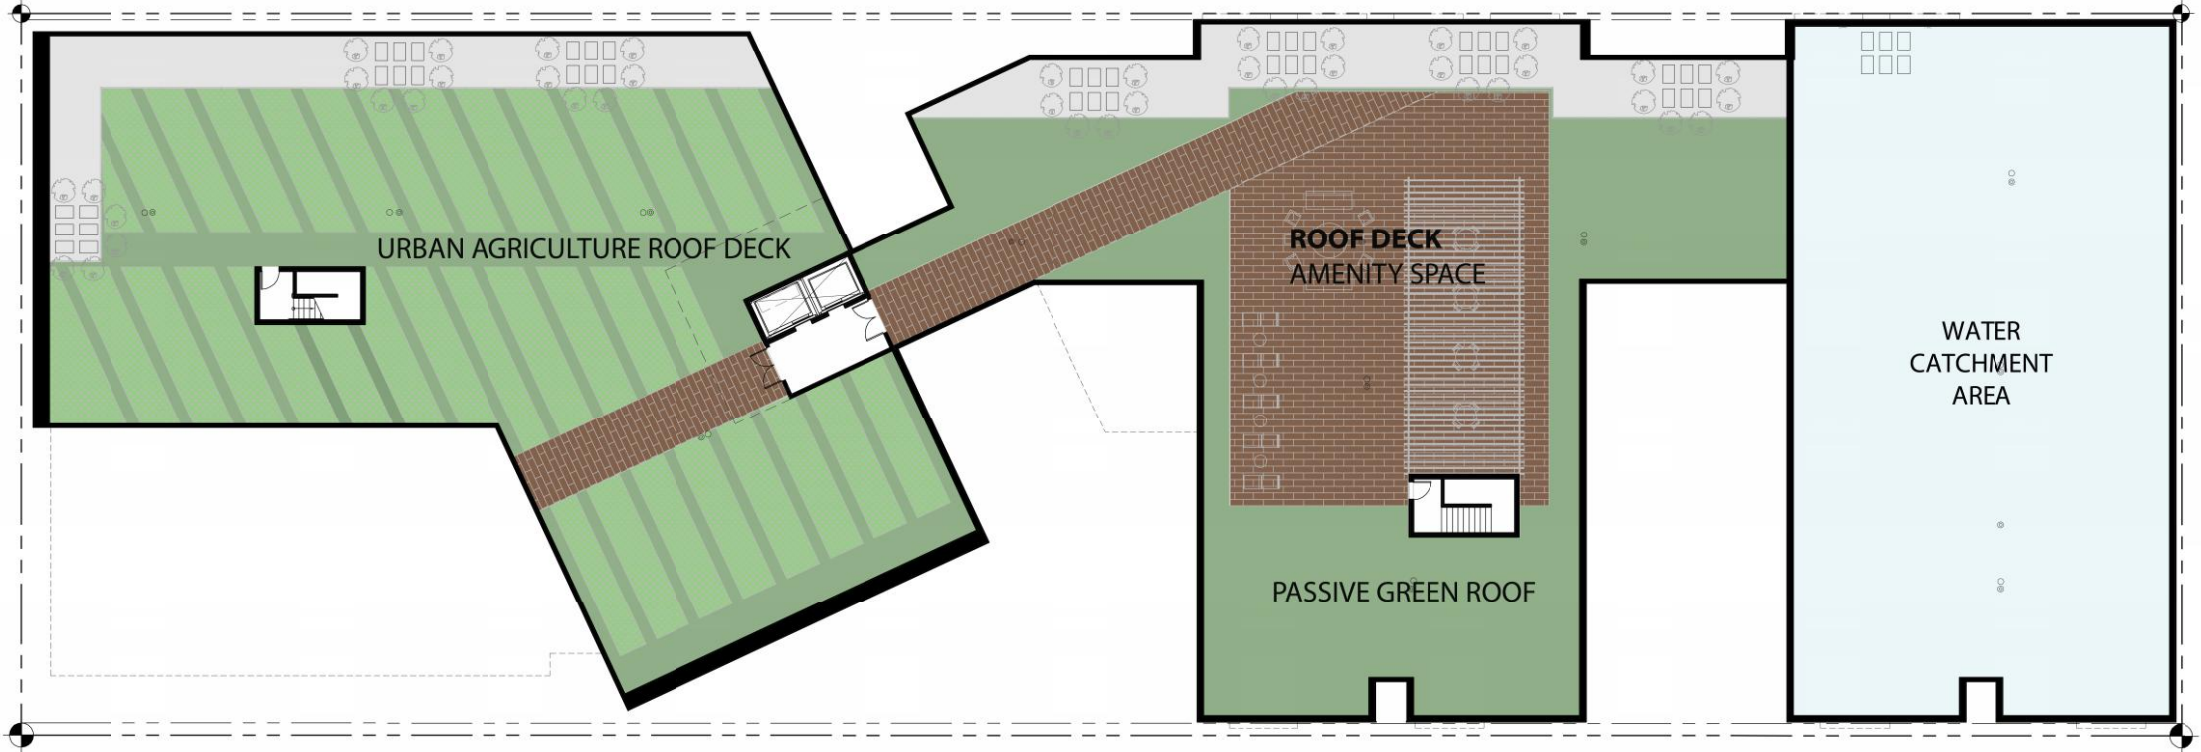 URBAN AGRICULTURE ROOF DECK
ROOF DECK
AMENITY SPACE
PASSIVE GREEN ROOF
WATER
CATCHMENT
AREA